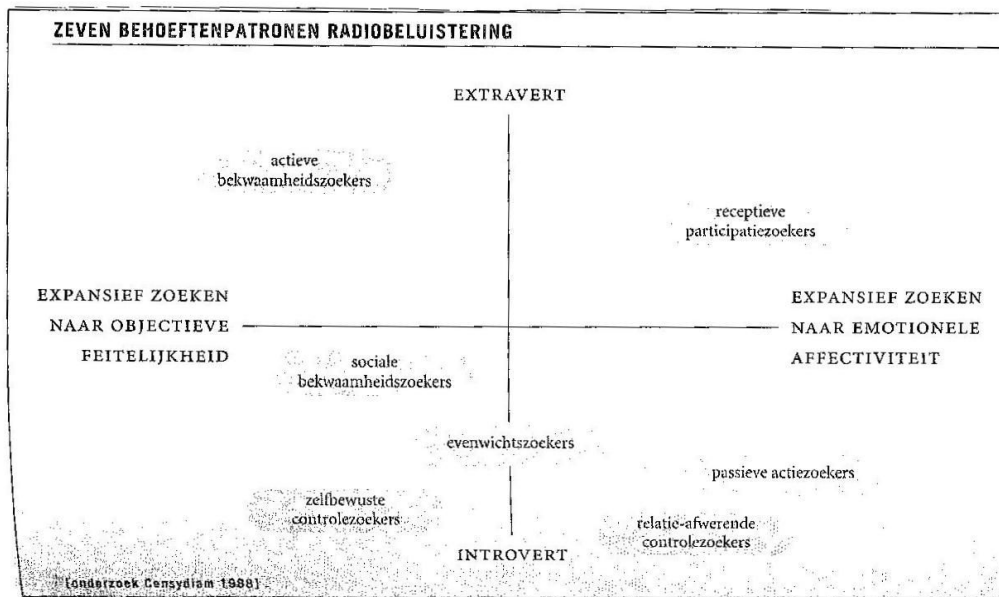 ZEVEN BEHOEFTENPATRONEN RADIOBELUISTERING
EXTRAVERT
actieve
bekwaamheidszoekers
receptieve
participatiezoekers
EXPANSIEF ZOEKEN
NAAR OBJECTIEVE
FEITELIJKHEID
EXPANSIEF ZOEKEN
NAAR EMOTIONELE
AFFECTIVITEIT
sociale
bekwaamheidszoekers
evenwichtszoekers
passieve actiezoekers
zelfbewuste
controlezoekers
relatie-afwerende
controlezoekers
INTROVERT
[onderzoek Censydiam 1988]